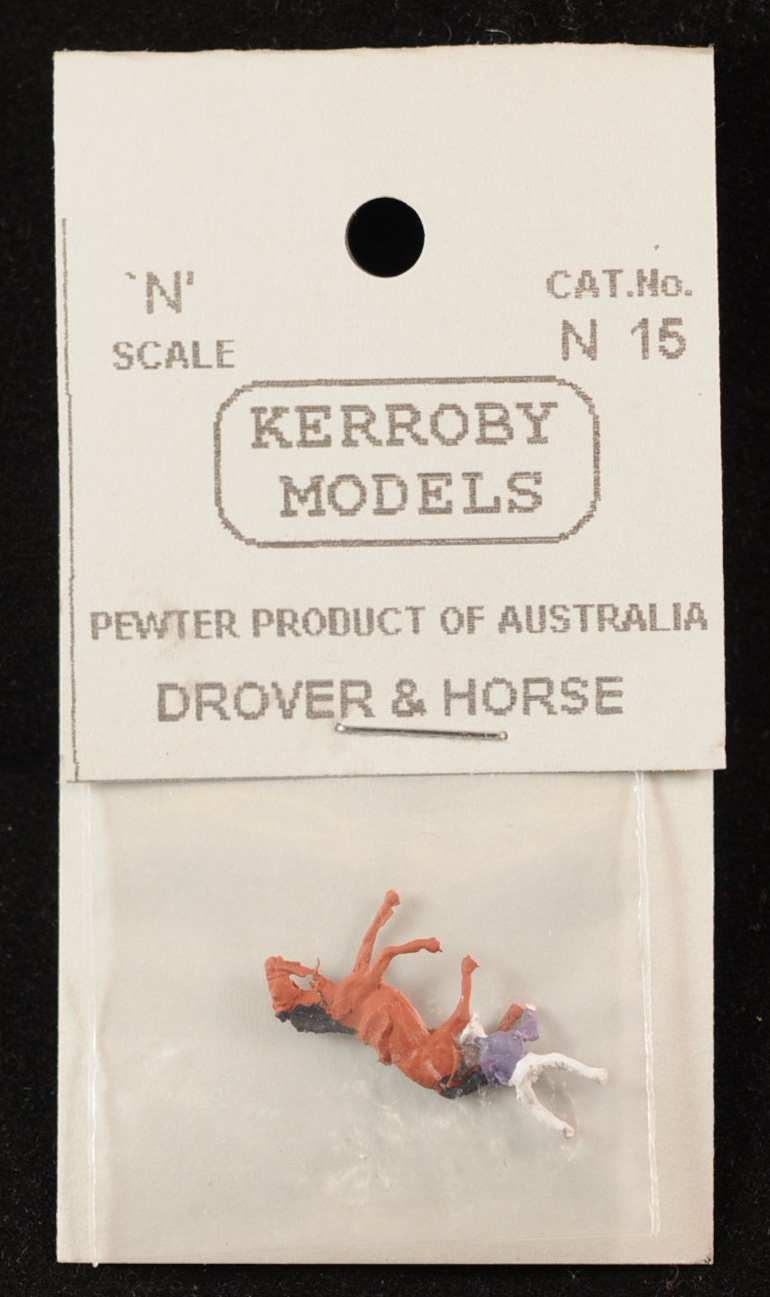 `N'
SCALE
CAT.No.
N 15
KERROBY
MODELS
PEWTER PRODUCT OF AUSTRALIA
DROVER & HORSE